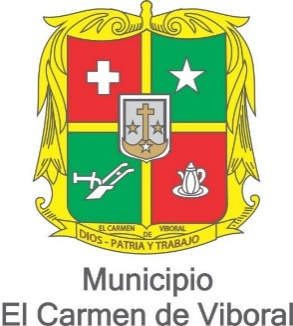 EL CARMEN DE VIBORAL
DIOS - PATRIA Y TRABAJO
Municipio
El Carmen de Viboral